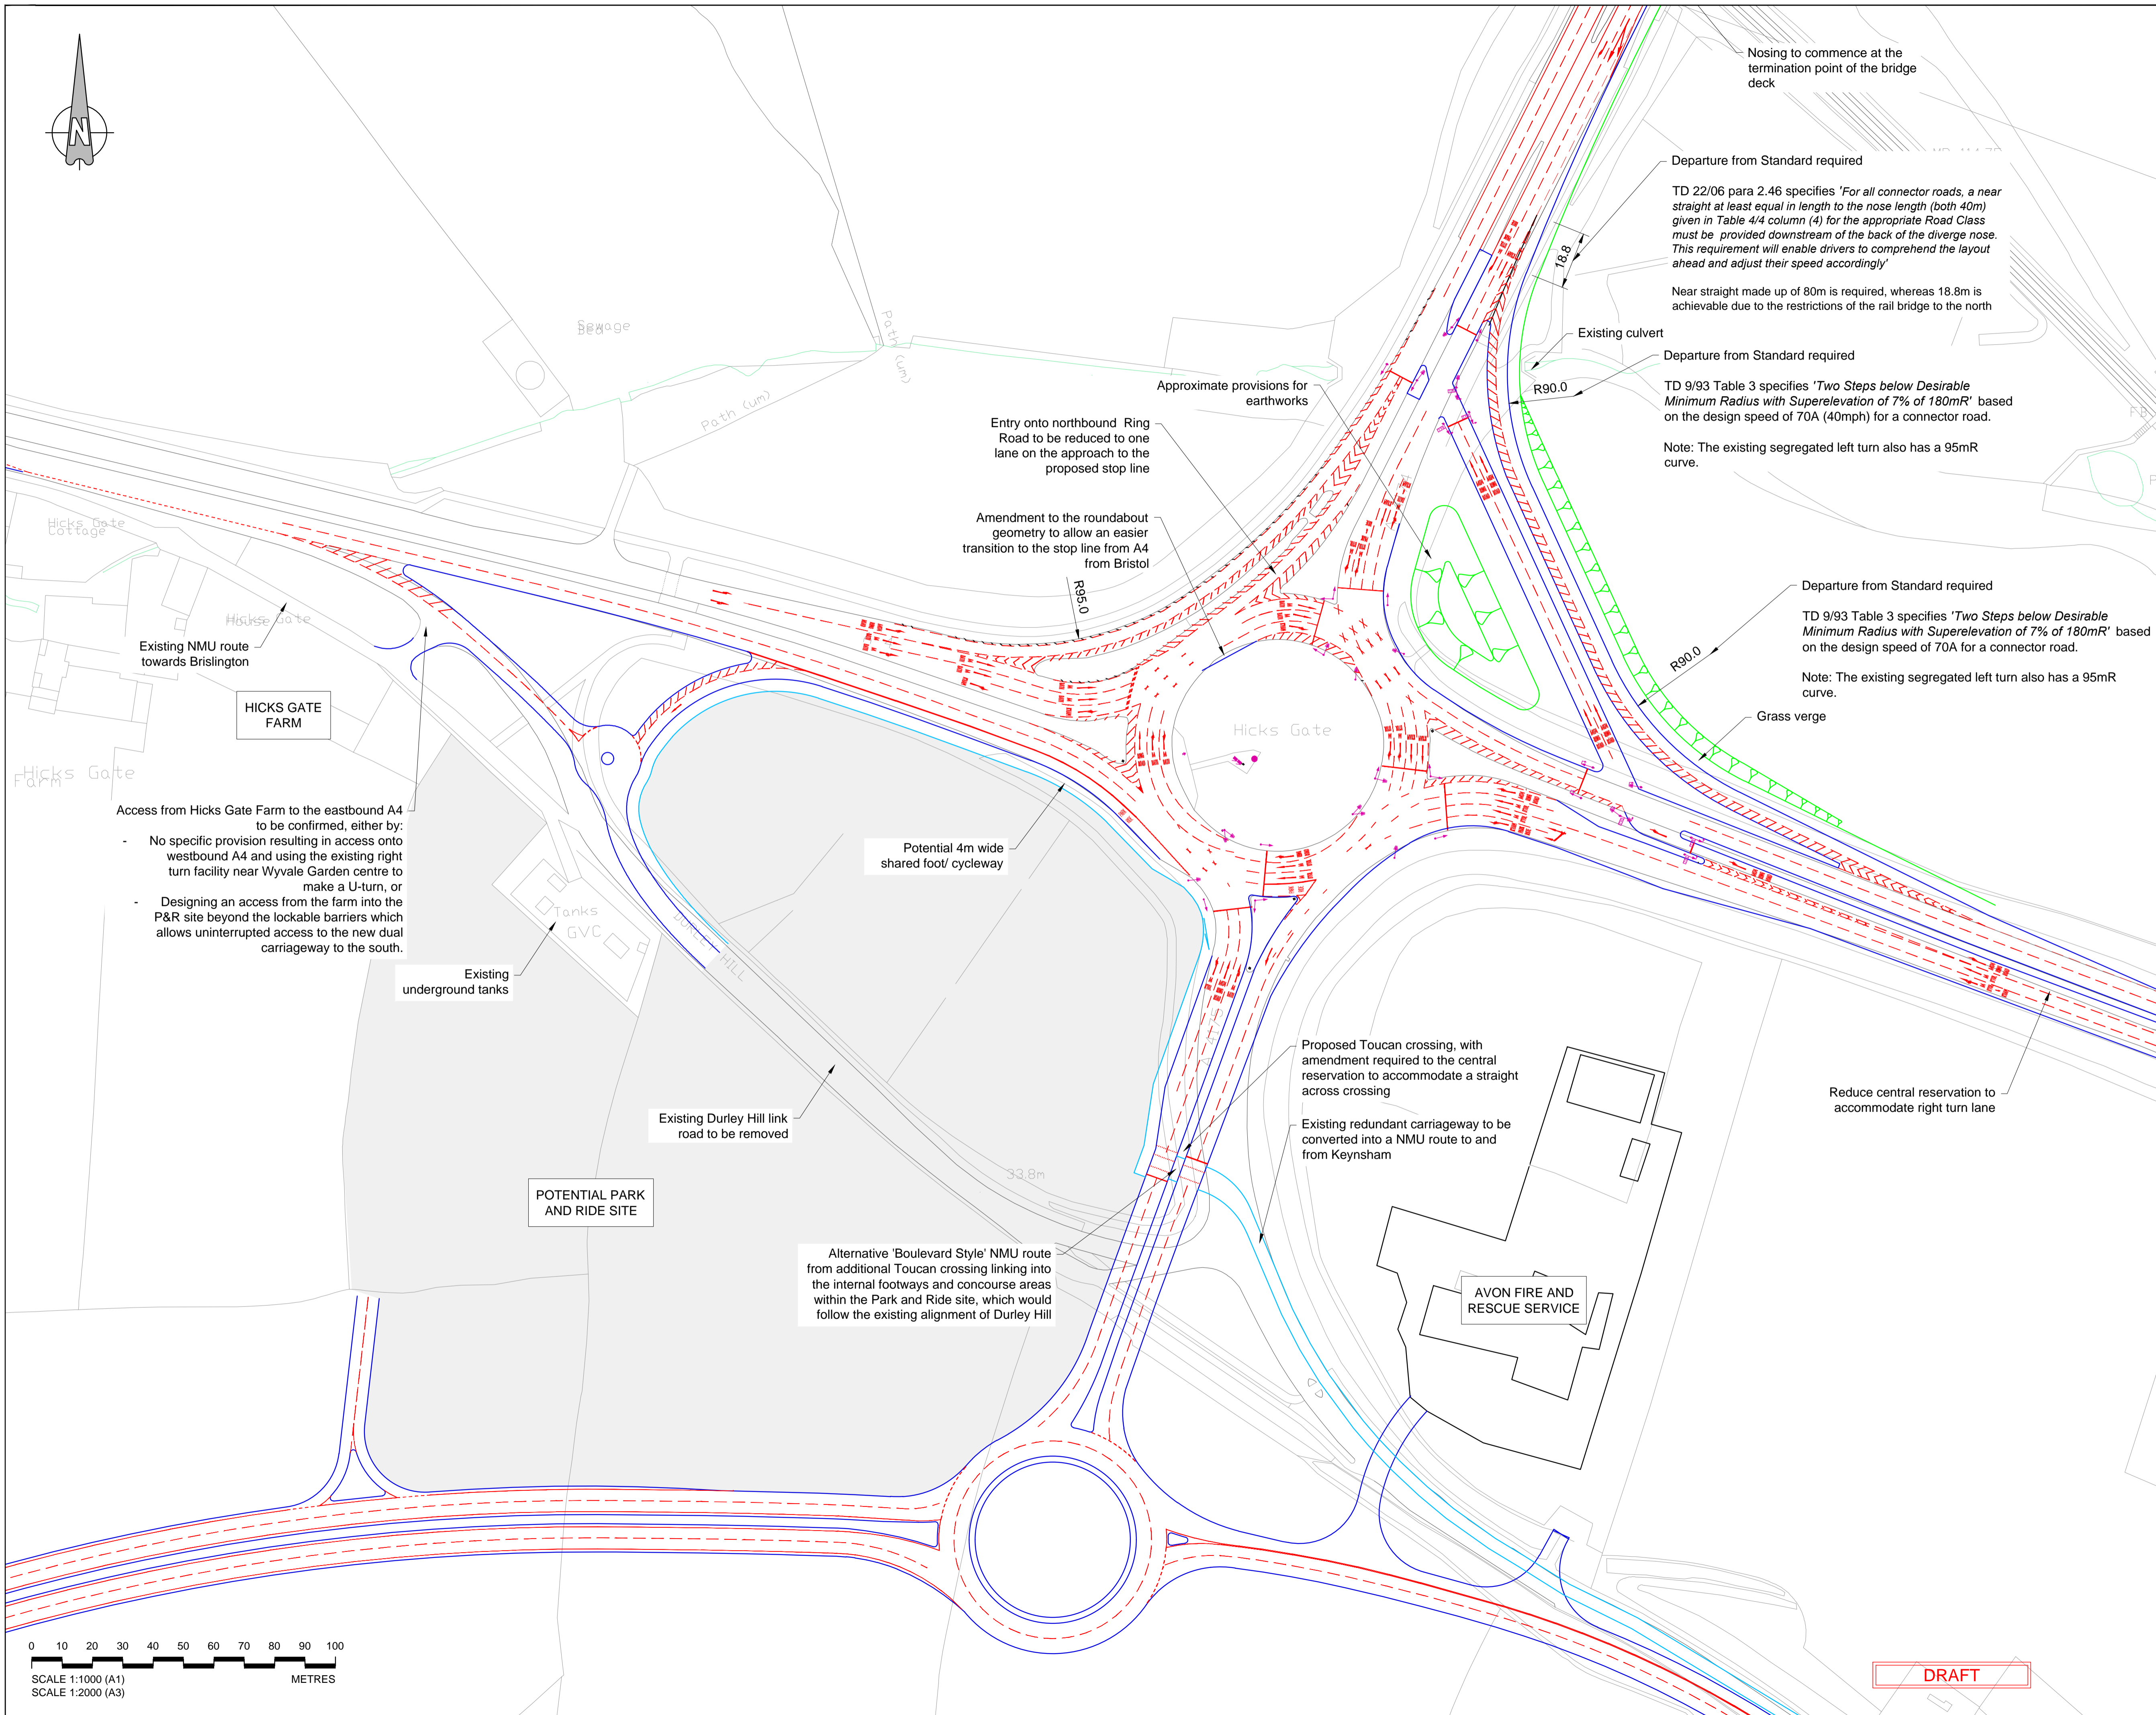 N
Nosing to commence at the
termination point of the bridge
deck
Departure from Standard required
TD 22/06 para 2.46 specifies 'For all connector roads, a near
straight at least equal in length to the nose length (both 40m)
given in Table 4/4 column (4) for the appropriate Road Class
must be provided downstream of the back of the diverge nose.
This requirement will enable drivers to comprehend the layout
ahead and adjust their speed accordingly'
Near straight made up of 80m is required, whereas 18.8m is
achievable due to the restrictions of the rail bridge to the north
18.8
Existing culvert
Departure from Standard required
TD 9/93 Table 3 specifies 'Two Steps below Desirable
Minimum Radius with Superelevation of 7% of 180mR' based
on the design speed of 70A (40mph) for a connector road.
Note: The existing segregated left turn also has a 95mR
curve.
R90.0
Sewage
Path (um)
Path (um)
Approximate provisions for
earthworks
Entry onto northbound Ring
Road to be reduced to one
lane on the approach to the
proposed stop line
Amendment to the roundabout
geometry to allow an easier
transition to the stop line from A4
from Bristol
R95.0
Departure from Standard required
TD 9/93 Table 3 specifies 'Two Steps below Desirable
Minimum Radius with Superelevation of 7% of 180mR' based
on the design speed of 70A for a connector road.
Note: The existing segregated left turn also has a 95mR
curve.
R90.0
Grass verge
Hicks Gate
Cottage
Hicks Gate
House
Existing NMU route
towards Brislington
HICKS GATE
FARM
Hicks Gate
Farm
Hicks Gate
Access from Hicks Gate Farm to the eastbound A4
to be confirmed, either by:
- No specific provision resulting in access onto
westbound A4 and using the existing right
turn facility near Wyvale Garden centre to
make a U-turn, or
- Designing an access from the farm into the
P&R site beyond the lockable barriers which
allows uninterrupted access to the new dual
carriageway to the south.
Potential 4m wide
shared foot/ cycleway
Tanks
GVC
DURLEY HILL
Existing
underground tanks
Existing Durley Hill link
road to be removed
Proposed Toucan crossing, with
amendment required to the central
reservation to accommodate a straight
across crossing
Existing redundant carriageway to be
converted into a NMU route to and
from Keynsham
Reduce central reservation to
accommodate right turn lane
33.8m
POTENTIAL PARK
AND RIDE SITE
Alternative 'Boulevard Style' NMU route
from additional Toucan crossing linking into
the internal footways and concourse areas
within the Park and Ride site, which would
follow the existing alignment of Durley Hill
AVON FIRE AND
RESCUE SERVICE
0 10 20 30 40 50 60 70 80 90 100
SCALE 1:1000 (A1)
METRES
SCALE 1:2000 (A3)
DRAFT